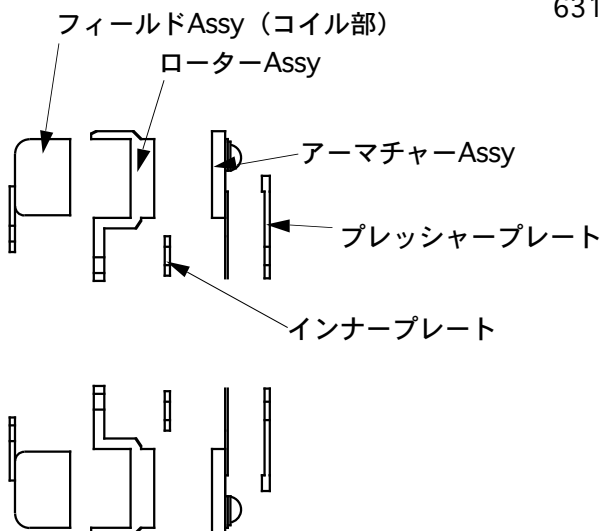 631
フィールドAssy（コイル部）
ローターAssy
アーマチャーAssy
プレッシャープレート
インナープレート